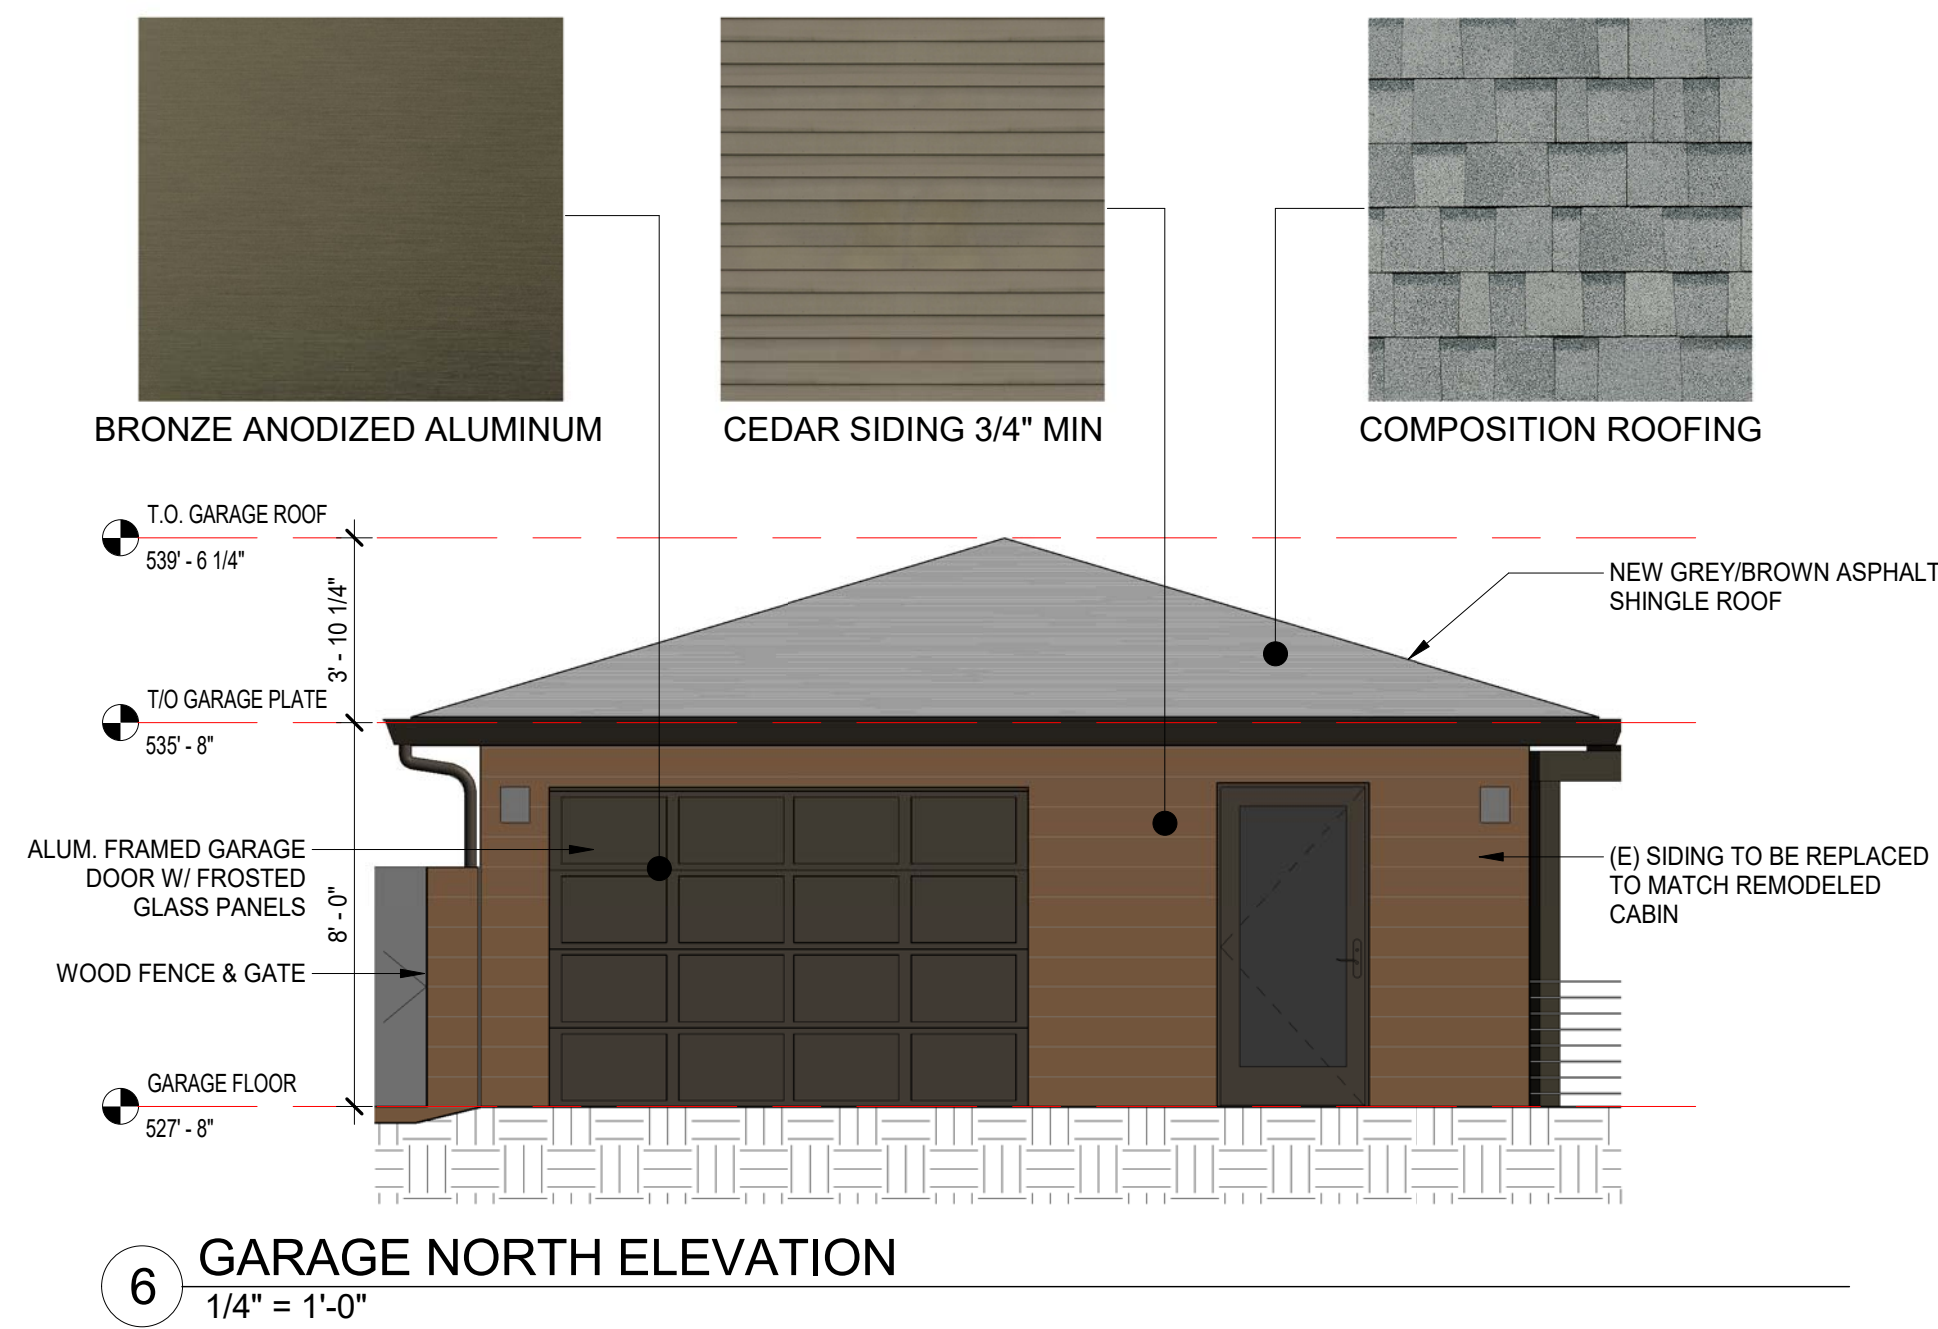 BRONZE ANODIZED ALUMINUM
CEDAR SIDING 3/4" MIN
COMPOSITION ROOFING
T.O. GARAGE ROOF
539' - 6 1/4"
3' - 10 1/4"
NEW GREY/BROWN ASPHALT
SHINGLE ROOF
T/O GARAGE PLATE
535' - 8"
ALUM. FRAMED GARAGE
DOOR W/ FROSTED
GLASS PANELS
8' - 0"
(E) SIDING TO BE REPLACED
TO MATCH REMODELED
CABIN
WOOD FENCE & GATE
GARAGE FLOOR
527' - 8"
6
GARAGE NORTH ELEVATION
1/4" = 1'-0"